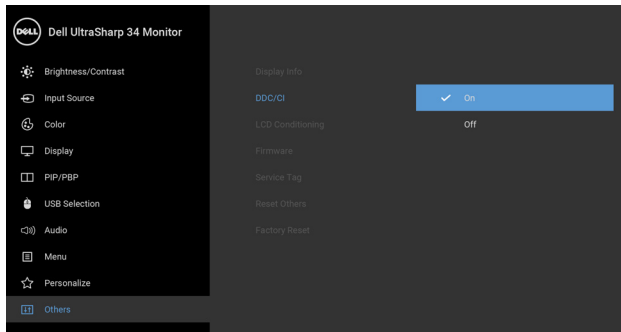 DELL Dell UltraSharp 34 Monitor
Brightness/Contrast
Display Info
Input Source
DDC/CI
On
Color
LCD Conditioning
Off
Display
Firmware
PIP/PBP
Service Tag
USB Selection
Reset Others
Audio
Factory Reset
Menu
Personalize
Others